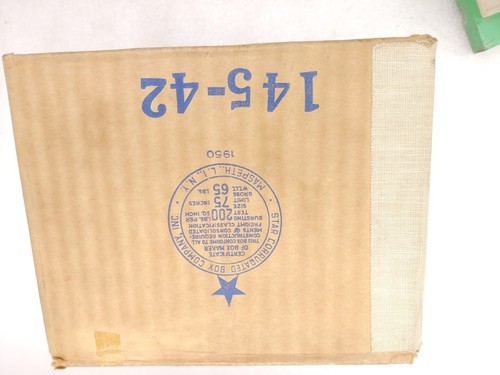 145-42
1950
STAR CORRUGATED BOX COMPANY, INC.
MASPETH, L. I., N. Y.
CERTIFICATE
OF BOX MAKER
THIS BOX CONFORMS TO ALL
CONSTRUCTION REQUIRE-
MENTS OF CONSOLIDATED
FREIGHT CLASSIFICATION
BURSTING TEST 200 LBS. PER SQ. INCH
SIZE LIMIT 75 INCHES
GROSS WT. 65 LBS.